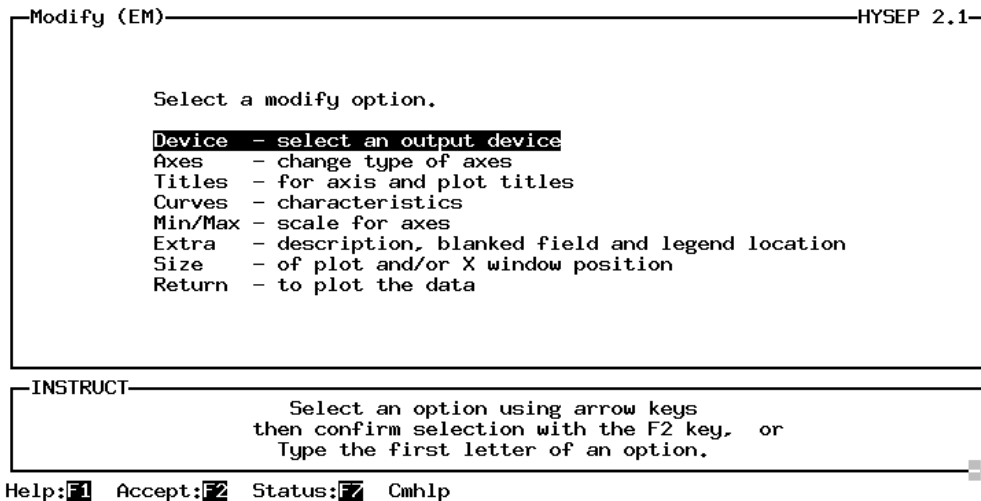 Modify (EM) HYSEP 2.1
Select a modify option.
Device - select an output device
Axes - change type of axes
Titles - for axis and plot titles
Curves - characteristics
Min/Max - scale for axes
Extra - description, blanked field and legend location
Size - of plot and/or X window position
Return - to plot the data
INSTRUCT
Select an option using arrow keys
then confirm selection with the F2 key, or
Type the first letter of an option.
Help:F1 Accept:F2 Status:F7 Cmhlp